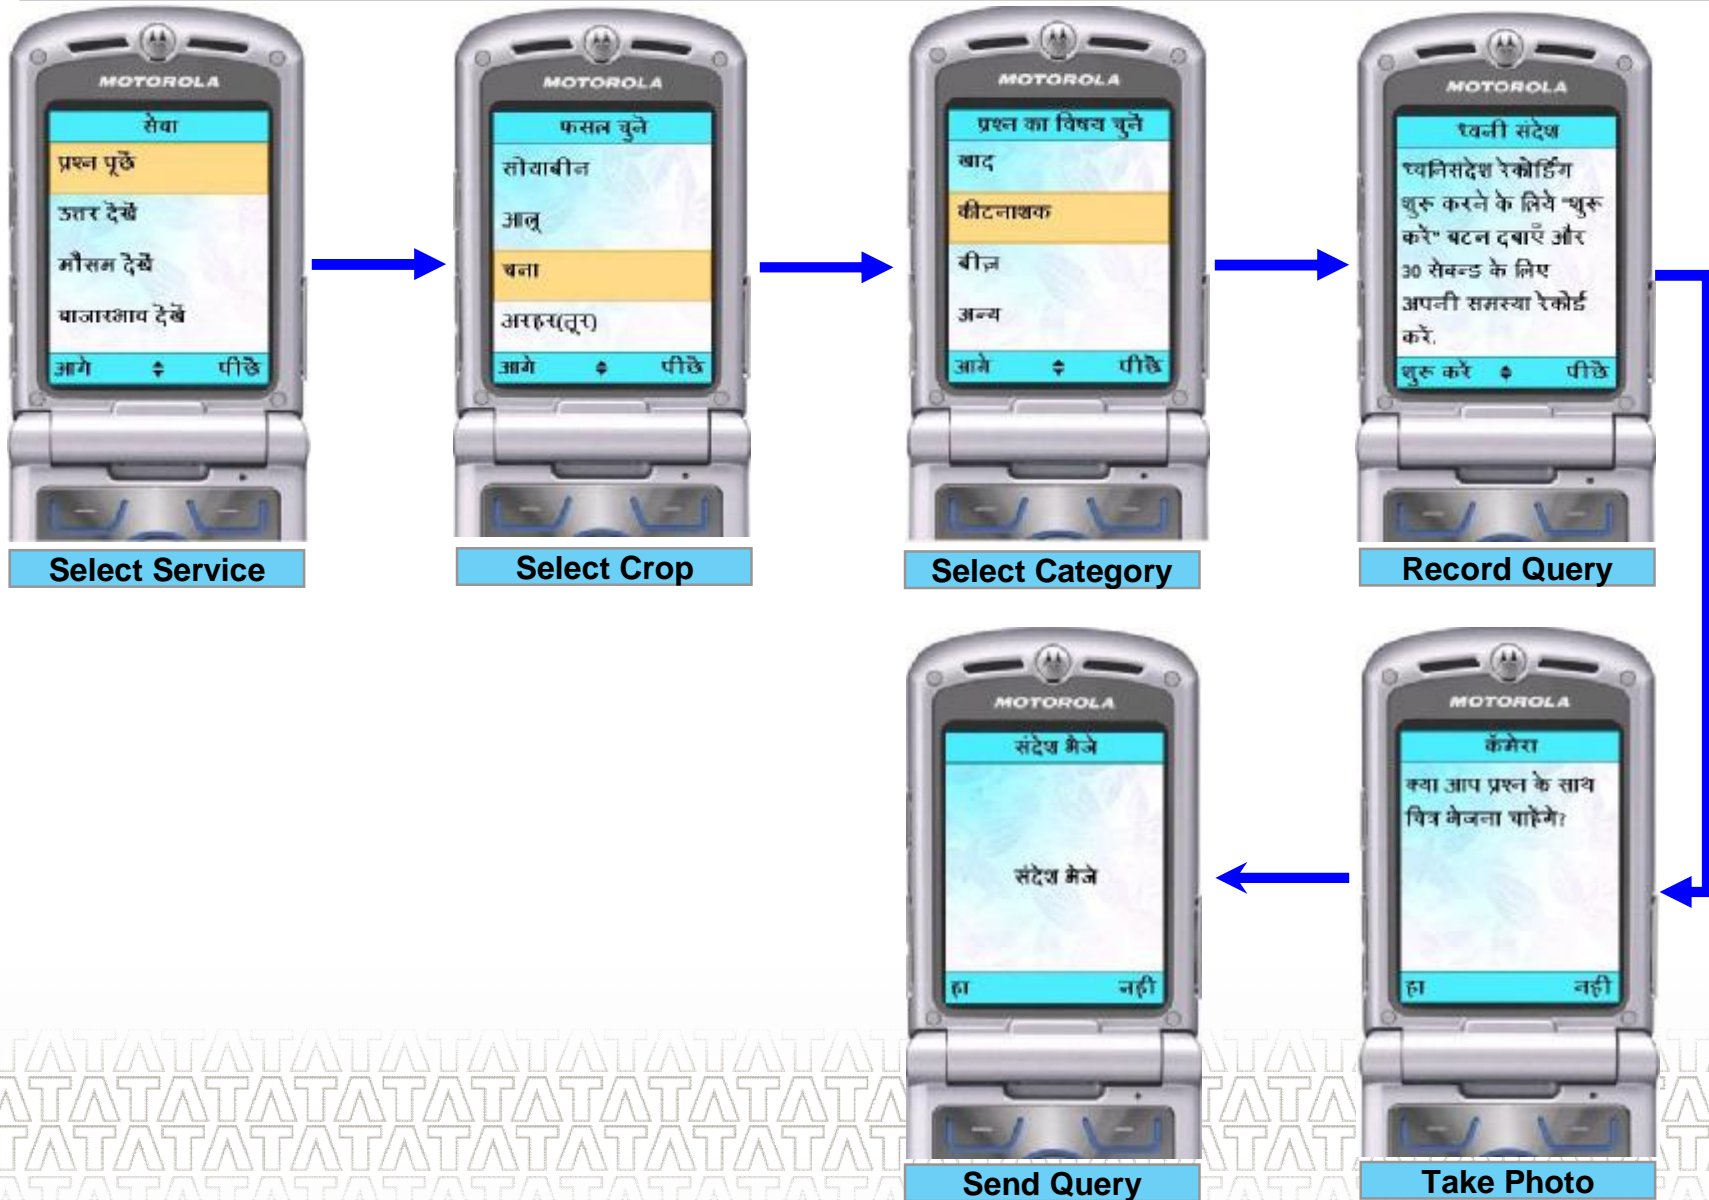 MOTOROLA
सेवा
प्रश्न पूछें
उत्तर देखें
मौसम देखें
बाजारभाव देखें
आगे पीछे
Select Service
MOTOROLA
फसल चुने
सोयाबीन
आलू
चना
अरहर(तूर)
आगे पीछे
Select Crop
MOTOROLA
प्रश्न का विषय चुनें
खाद
कीटनाशक
बीज़
अन्य
आगे पीछे
Select Category
MOTOROLA
ध्वनी संदेश
ध्वनिसदेश रेकोर्डिंग
शुरू करने के लिये "शुरू
करें" बटन दबाएँ और
30 सेकन्ड के लिए
अपनी समस्या रेकोर्ड
करें.
शुरू करें पीछे
Record Query
MOTOROLA
कॅमेरा
क्या आप प्रश्न के साथ
चित्र भेजना चाहेंगे?
हा नही
Take Photo
MOTOROLA
संदेश भेजे
संदेश भेजे
हा नही
Send Query
TATATATATATATATATA